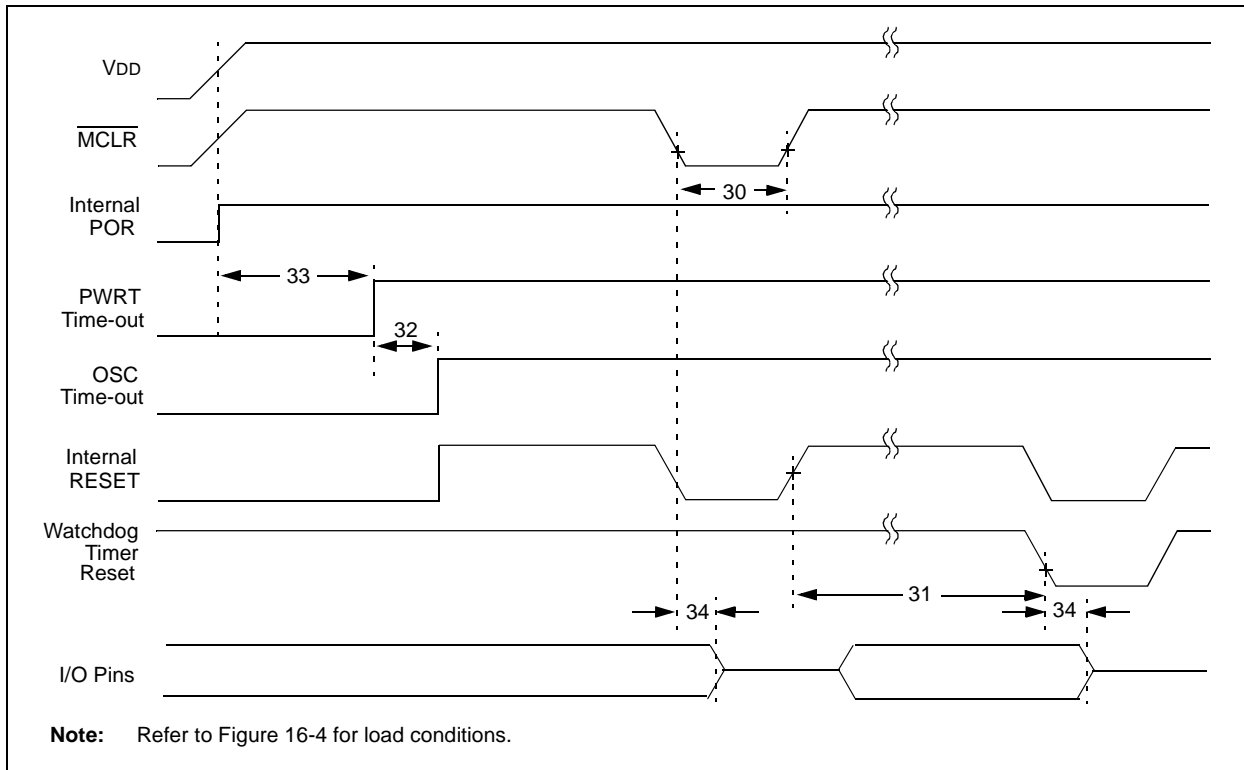 VDD
MCLR
30
Internal
POR
33
PWRT
Time-out
32
OSC
Time-out
Internal
RESET
Watchdog
Timer
Reset
31
34
34
I/O Pins
Note: Refer to Figure 16-4 for load conditions.